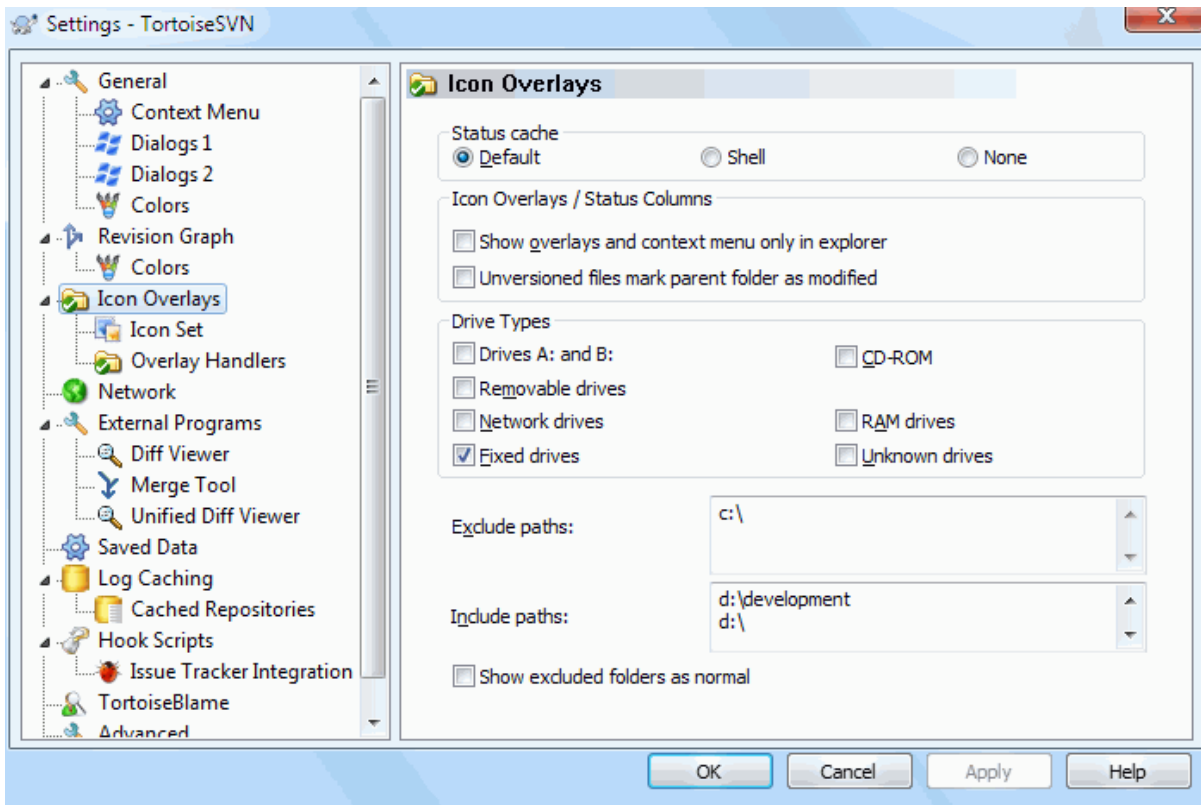 Settings - TortoiseSVN
General
Context Menu
Dialogs 1
Dialogs 2
Colors
Revision Graph
Colors
Icon Overlays
Icon Set
Overlay Handlers
Network
External Programs
Diff Viewer
Merge Tool
Unified Diff Viewer
Saved Data
Log Caching
Cached Repositories
Hook Scripts
Issue Tracker Integration
TortoiseBlame
Advanced
Icon Overlays
Status cache
Default Shell None
Icon Overlays / Status Columns
Show overlays and context menu only in explorer
Unversioned files mark parent folder as modified
Drive Types
Drives A: and B: CD-ROM
Removable drives
Network drives RAM drives
Fixed drives Unknown drives
Exclude paths: c:\
Include paths: d:\development
d:\
Show excluded folders as normal
OK Cancel Apply Help